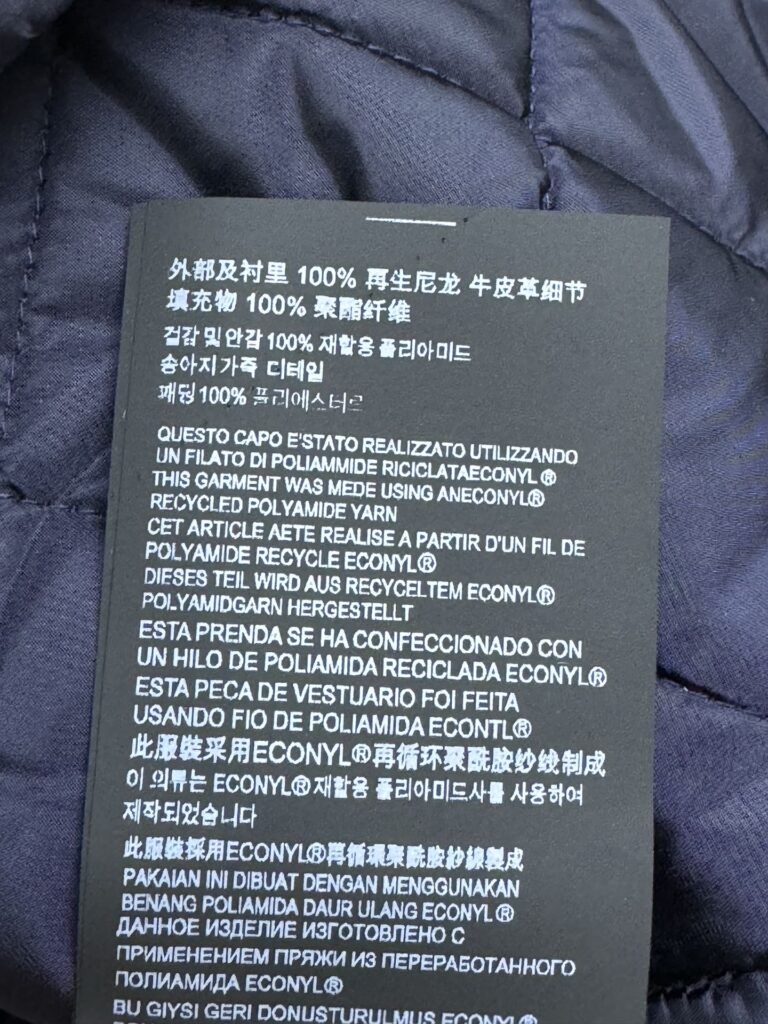 外部及衬里 100% 再生尼龙 牛皮革细节
填充物 100% 聚酯纤维
겉감 및 안감 100% 재활용 폴리아미드
송아지가죽 디테일
패딩 100% 폴리에스터르
QUESTO CAPO E'STATO REALIZZATO UTILIZZANDO
UN FILATO DI POLIAMMIDE RICICLATAECONYL®
THIS GARMENT WAS MEDE USING ANECONYL®
RECYCLED POLYAMIDE YARN
CET ARTICLE AETE REALISE A PARTIR D'UN FIL DE
POLYAMIDE RECYCLE ECONYL®
DIESES TEIL WIRD AUS RECYCELTEM ECONYL®
POLYAMIDGARN HERGESTELLT
ESTA PRENDA SE HA CONFECCIONADO CON
UN HILO DE POLIAMIDA RECICLADA ECONYL®
ESTA PECA DE VESTUARIO FOI FEITA
USANDO FIO DE POLIAMIDA ECONTL®
此服裝采用ECONYL®再循环聚酰胺纱线制成
이 의류는 ECONYL®재활용 폴리아미드사를 사용하여
제작되었습니다
此服裝採用ECONYL®再循環聚酰胺紗線製成
PAKAIAN INI DIBUAT DENGAN MENGGUNAKAN
BENANG POLIAMIDA DAUR ULANG ECONYL®
ДАННОЕ ИЗДЕЛИЕ ИЗГОТОВЛЕНО С
ПРИМЕНЕНИЕМ ПРЯЖИ ИЗ ПЕРЕРАБОТАННОГО
ПОЛИАМИДА ECONYL®
BU GIYSI GERI DONUSTURULMUS ECONYL®